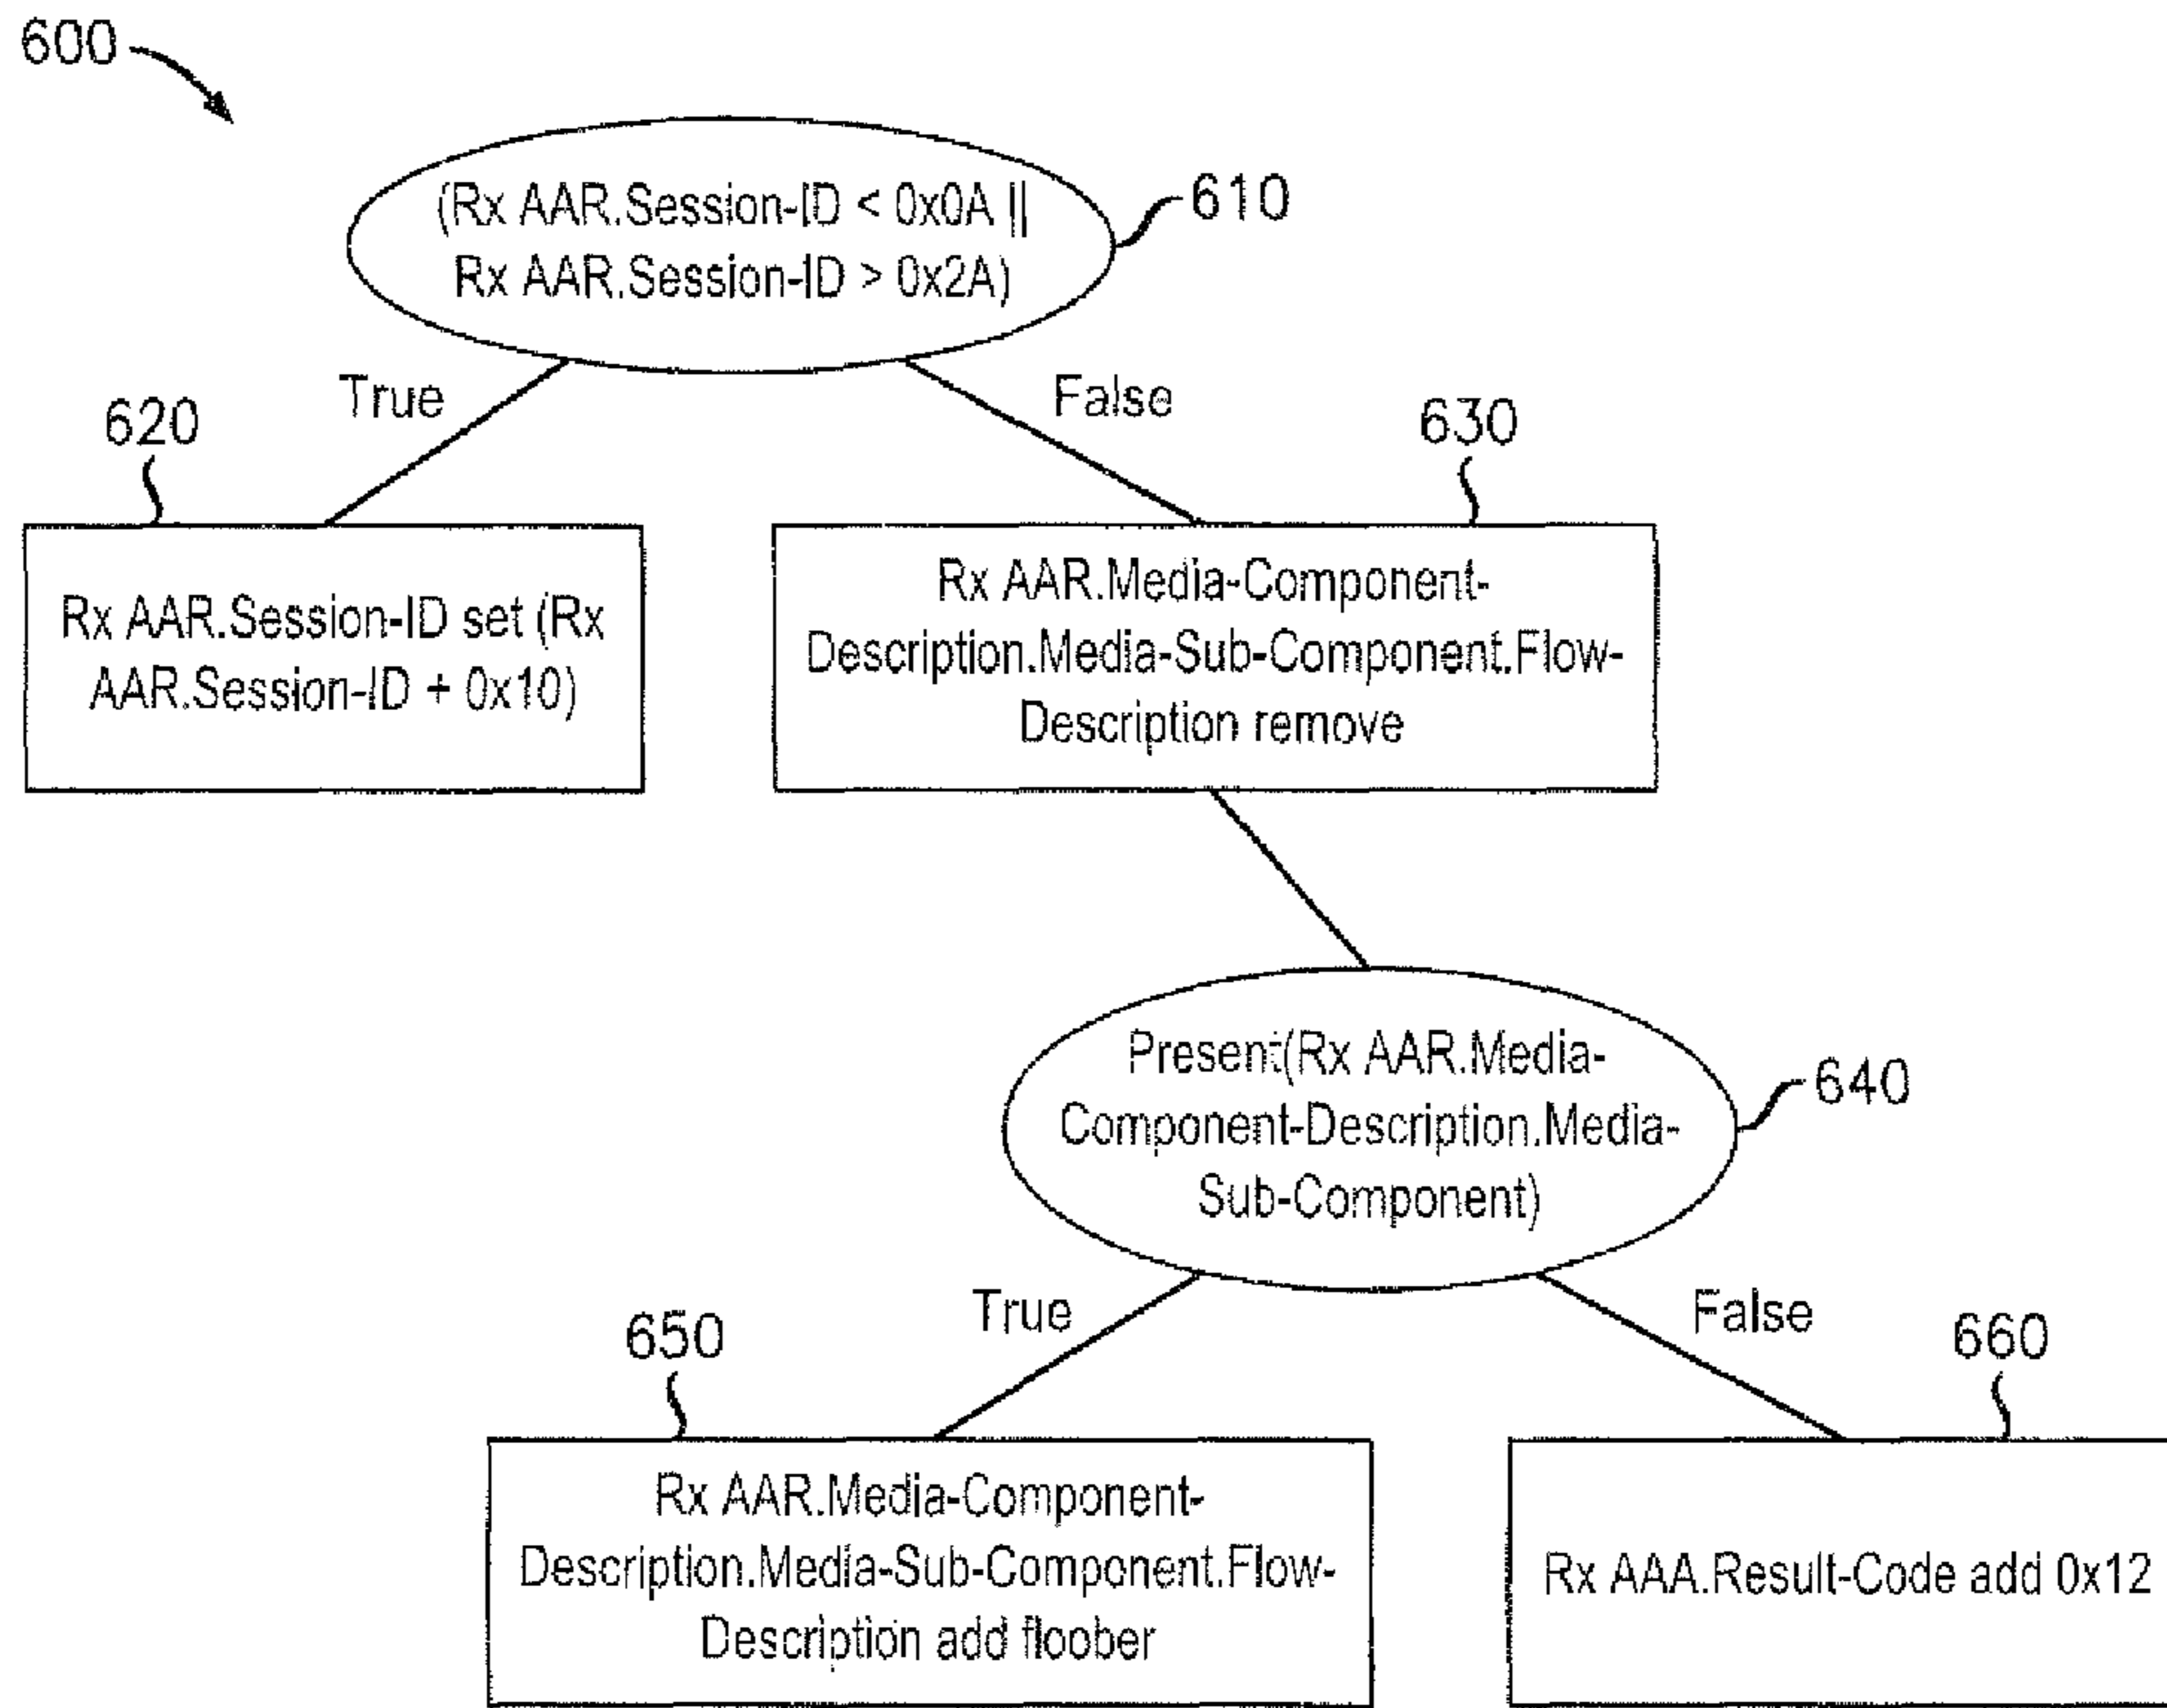 600
(Rx AAR.Session-ID < 0x0A ||
Rx AAR.Session-ID > 0x2A)
610
True
False
620
630
Rx AAR.Session-ID set (Rx
AAR.Session-ID + 0x10)
Rx AAR.Media-Component-
Description.Media-Sub-Component.Flow-
Description remove
Present(Rx AAR.Media-
Component-Description.Media-
Sub-Component)
640
True
False
650
660
Rx AAR.Media-Component-
Description.Media-Sub-Component.Flow-
Description add floober
Rx AAA.Result-Code add 0x12